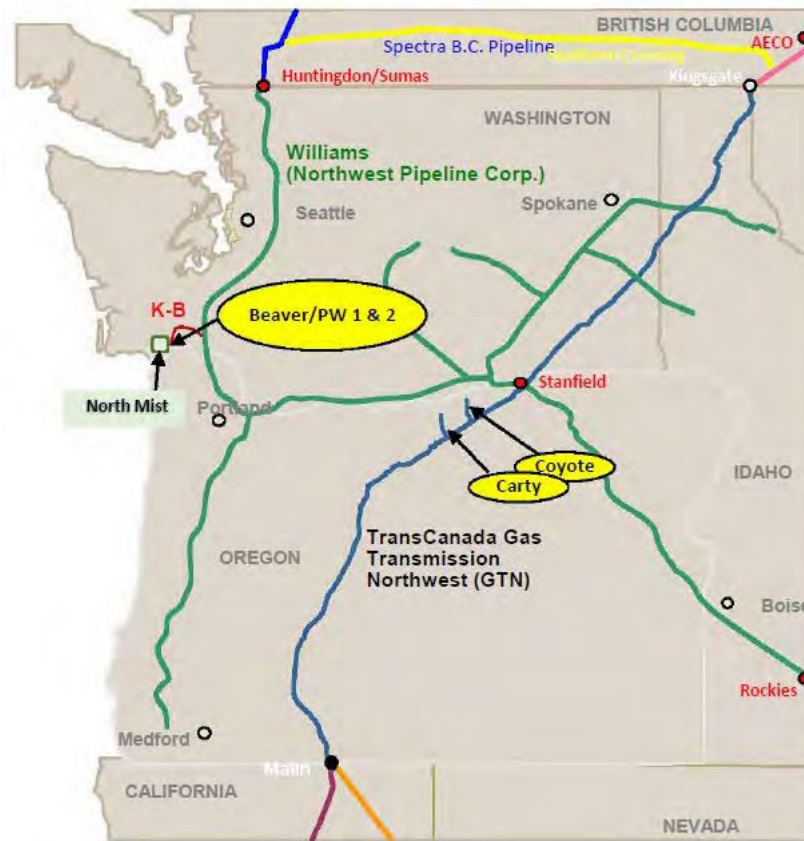 BRITISH COLUMBIA
Spectra B.C. Pipeline
AECO
Huntingdon/Sumas
Kingsgate
WASHINGTON
Williams
(Northwest Pipeline Corp.)
Spokane
Seattle
K-B
Beaver/PW 1 & 2
Stanfield
North Mist
Portland
Coyote
Carty
IDAHO
TransCanada Gas
Transmission
Northwest (GTN)
OREGON
Boise
Rockies
Medford
Malin
CALIFORNIA
NEVADA